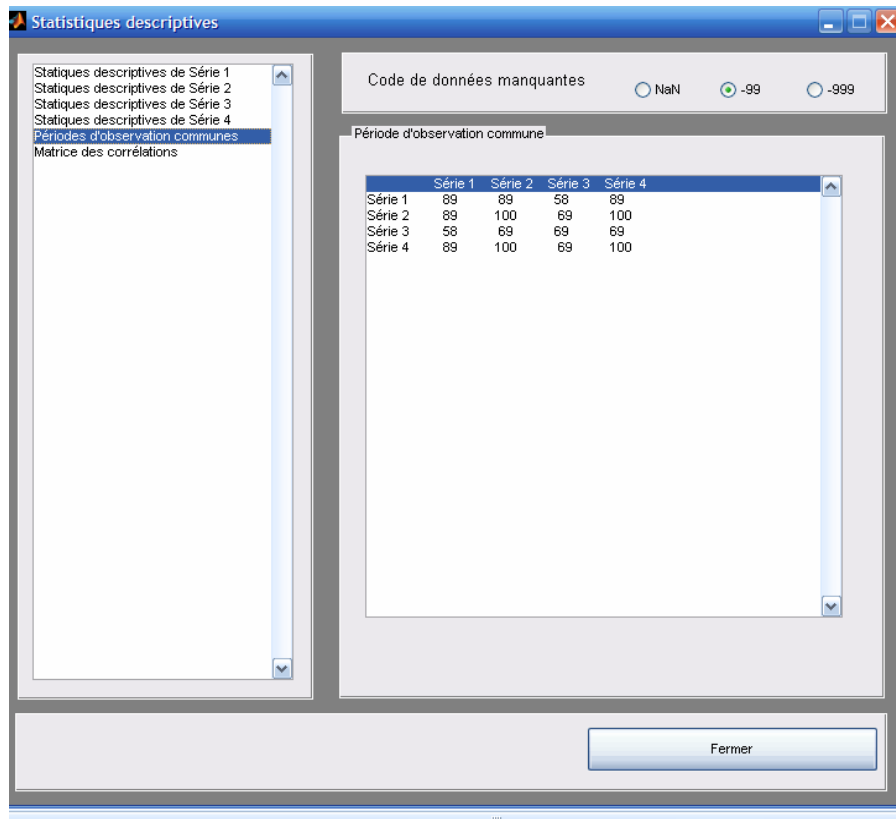 Statistiques descriptives
Statiques descriptives de Série 1
Statiques descriptives de Série 2
Statiques descriptives de Série 3
Statiques descriptives de Série 4
Périodes d'observation communes
Matrice des corrélations
Code de données manquantes NaN -99 -999
Période d'observation commune
Série 1 Série 2 Série 3 Série 4
Série 1 89 89 58 89
Série 2 89 100 69 100
Série 3 58 69 69 69
Série 4 89 100 69 100
Fermer